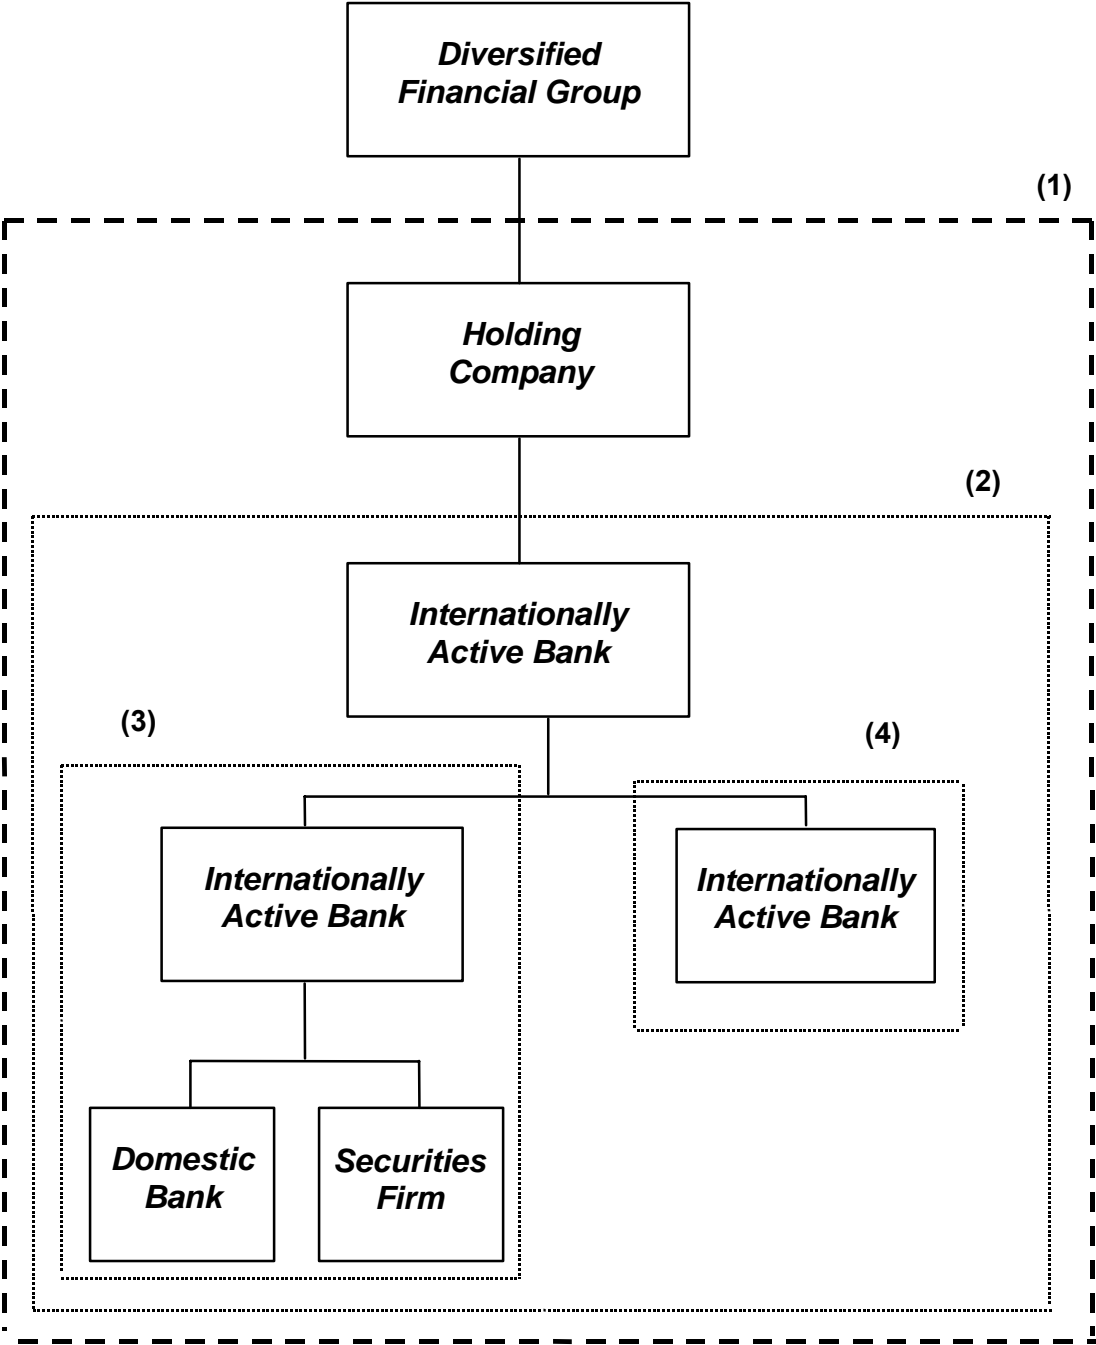 Diversified
Financial Group
(1)
Holding
Company
(2)
Internationally
Active Bank
(3)
(4)
Internationally
Active Bank
Internationally
Active Bank
Domestic
Bank
Securities
Firm